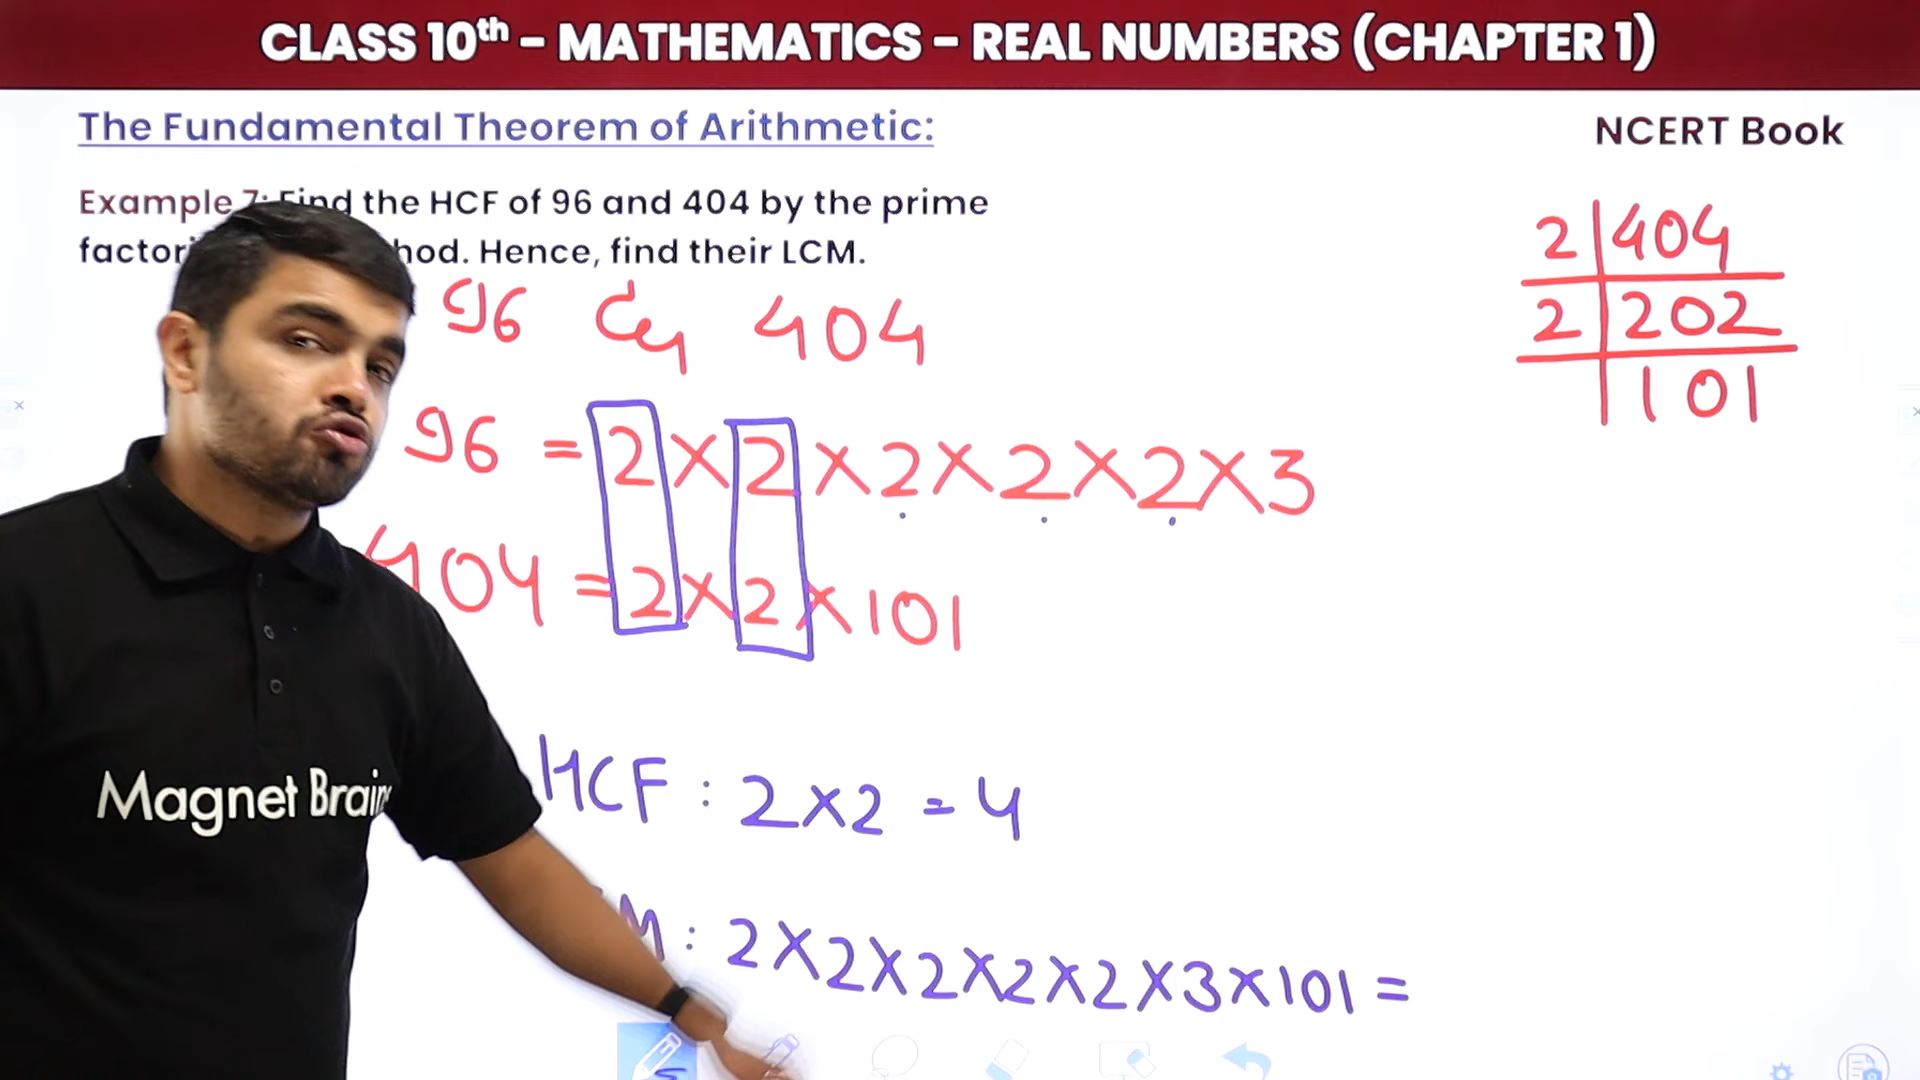 CLASS 10th - MATHEMATICS - REAL NUMBERS (CHAPTER 1)
The Fundamental Theorem of Arithmetic:
NCERT Book
Example 7: Find the HCF of 96 and 404 by the prime
factori hod. Hence, find their LCM.
2 | 404
2 | 202
| 101
96 404
96 = 2 × 2 × 2 × 2 × 2 × 3
404 = 2 × 2 × 101
HCF : 2 × 2 = 4
M : 2 × 2 × 2 × 2 × 2 × 3 × 101 =
Magnet Brains